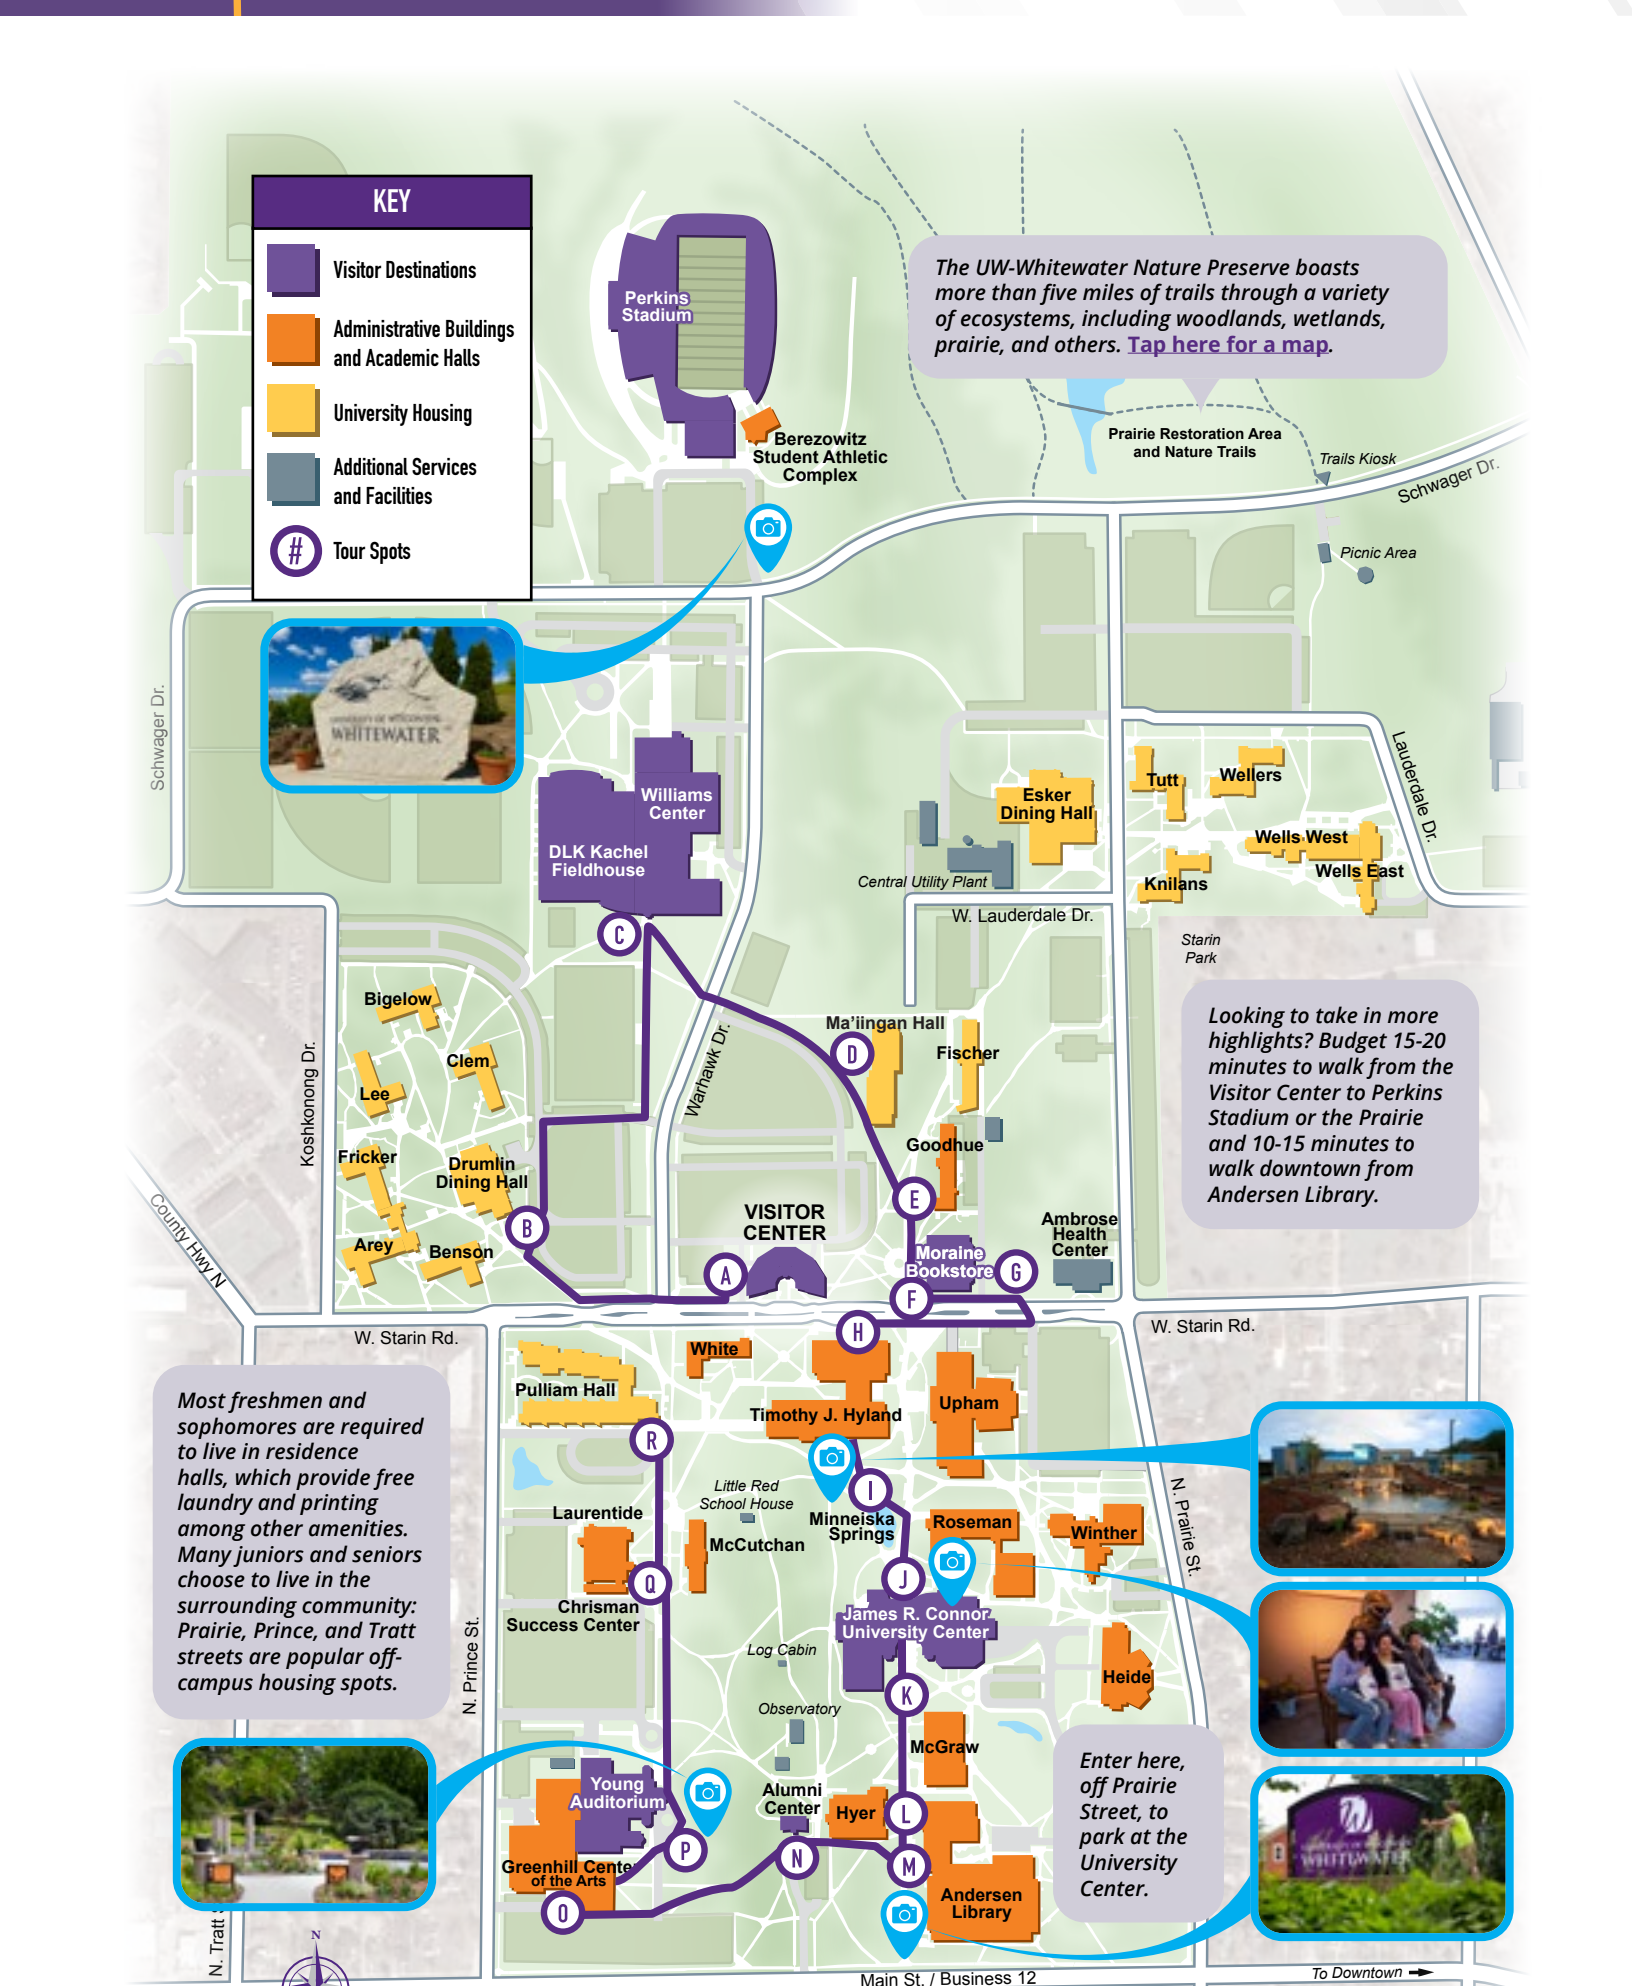 KEY
Visitor Destinations
Administrative Buildings
and Academic Halls
University Housing
Additional Services
and Facilities
#
Tour Spots
Perkins
Stadium
The UW-Whitewater Nature Preserve boasts
more than five miles of trails through a variety
of ecosystems, including woodlands, wetlands,
prairie, and others. Tap here for a map.
Berezowitz
Student Athletic
Complex
Prairie Restoration Area
and Nature Trails
Trails Kiosk
Schwager Dr.
Picnic Area
UNIVERSITY OF WISCONSIN
WHITEWATER
Schwager Dr.
Williams
Center
DLK Kachel
Fieldhouse
C
Esker
Dining Hall
Central Utility Plant
Tutt
Wellers
Wells West
Wells East
Knilans
Lauderdale Dr.
W. Lauderdale Dr.
Starin
Park
Looking to take in more
highlights? Budget 15-20
minutes to walk from the
Visitor Center to Perkins
Stadium or the Prairie
and 10-15 minutes to
walk downtown from
Andersen Library.
Bigelow
Clem
Lee
Koshkonong Dr.
Fricker
Drumlin
Dining Hall
B
Arey
Benson
County Hwy N
Warhawk Dr.
Ma'iingan Hall
D
Fischer
Goodhue
E
VISITOR
CENTER
A
Moraine
Bookstore
G
F
Ambrose
Health
Center
W. Starin Rd.
W. Starin Rd.
H
White
Pulliam Hall
Timothy J. Hyland
Upham
R
Most freshmen and
sophomores are required
to live in residence
halls, which provide free
laundry and printing
among other amenities.
Many juniors and seniors
choose to live in the
surrounding community:
Prairie, Prince, and Tratt
streets are popular off-
campus housing spots.
Little Red
School House
I
Minneiska
Springs
Laurentide
McCutchan
Roseman
Winther
N. Prairie St.
Q
Chrisman
Success Center
J
James R. Connor
University Center
Log Cabin
Heide
N. Prince St.
K
Observatory
McGraw
Enter here,
off Prairie
Street, to
park at the
University
Center.
Young
Auditorium
Alumni
Center
Hyer
L
P
N
M
Greenhill Cente
of the Arts
O
Andersen
Library
WHITEWATER
N. Tratt S
N
Main St. / Business 12
To Downtown